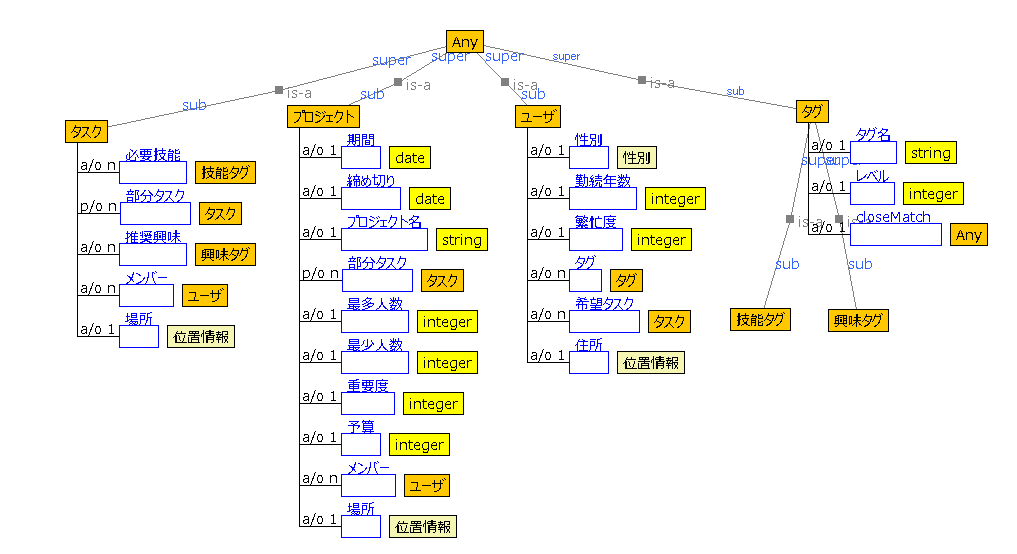 Any
super
super
super
super
is-a
is-a
is-a
is-a
sub
sub
sub
sub
タスク
a/o n 必要技能 技能タグ
p/o n 部分タスク タスク
a/o n 推奨興味 興味タグ
a/o n メンバー ユーザ
a/o 1 場所 位置情報
プロジェクト
a/o 1 期間 date
a/o 1 締め切り date
a/o 1 プロジェクト名 string
p/o n 部分タスク タスク
a/o 1 最多人数 integer
a/o 1 最少人数 integer
a/o 1 重要度 integer
a/o 1 予算 integer
a/o n メンバー ユーザ
a/o 1 場所 位置情報
ユーザ
a/o 1 性別 性別
a/o 1 勤続年数 integer
a/o 1 繁忙度 integer
a/o n タグ タグ
a/o n 希望タスク タスク
a/o 1 住所 位置情報
タグ
a/o 1 タグ名 string
a/o 1 レベル integer
a/o 1 closeMatch Any
super
super
is-a
sub
sub
技能タグ
興味タグ